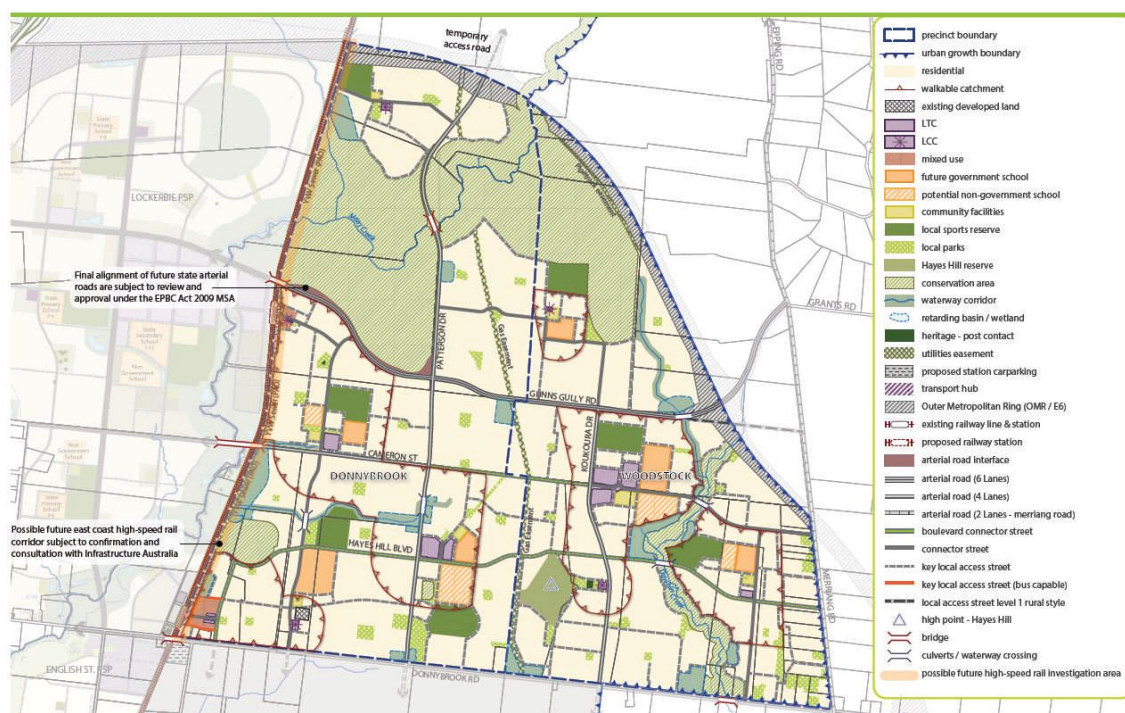 temporary
access road
EPPING RD
LOCKERBIE PSP
Merri Creek
Final alignment of future state arterial
roads are subject to review and
approval under the EPBC Act 2009 MSA
GRANTS RD
PATTERSON DR
Gas Easement
GUNNS GULLY RD
KOUKOURA DR
CAMERON ST
DONNYBROOK
WOODSTOCK
Possible future east coast high-speed rail
corridor subject to confirmation and
consultation with Infrastructure Australia
HAYES HILL BLVD
Gas Easement
MERRIANG RD
ENGLISH ST. PSP
DONNYBROOK RD
precinct boundary
urban growth boundary
residential
walkable catchment
existing developed land
LTC
LCC
mixed use
future government school
potential non-government school
community facilities
local sports reserve
local parks
Hayes Hill reserve
conservation area
waterway corridor
retarding basin / wetland
heritage - post contact
utilities easement
proposed station carparking
transport hub
Outer Metropolitan Ring (OMR / E6)
existing railway line & station
proposed railway station
arterial road interface
arterial road (6 Lanes)
arterial road (4 Lanes)
arterial road (2 Lanes - merriang road)
boulevard connector street
connector street
key local access street
key local access street (bus capable)
local access street level 1 rural style
high point - Hayes Hill
bridge
culverts / waterway crossing
possible future high-speed rail investigation area